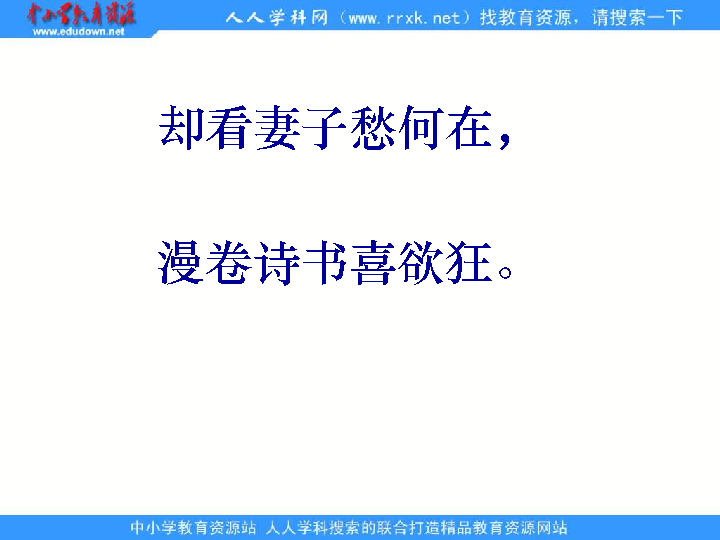 中小学教育资源
www.edudown.net
人人学科网（www.rrxk.net）找教育资源，请搜索一下
却看妻子愁何在，
漫卷诗书喜欲狂。
中小学教育资源站 人人学科搜索的联合打造精品教育资源网站